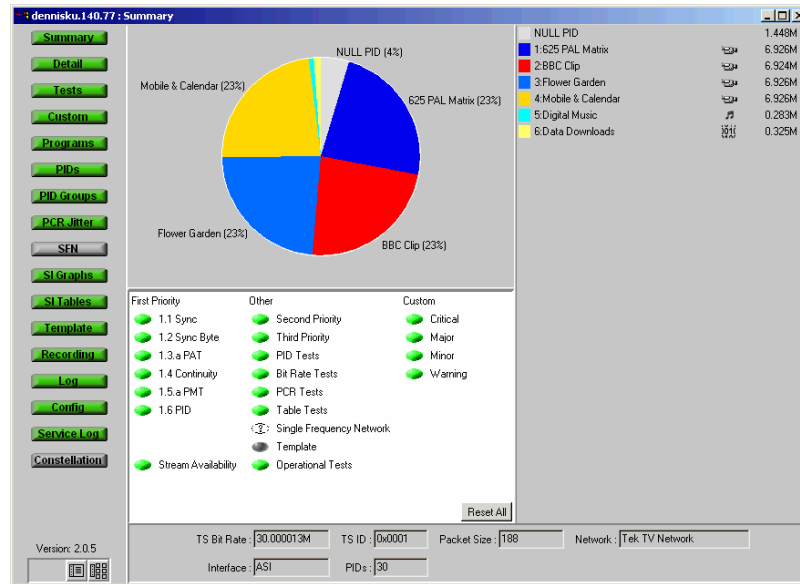 dennisku.140.77 : Summary
Summary
Detail
Tests
Custom
Programs
PIDs
PID Groups
PCR Jitter
SFN
SI Graphs
SI Tables
Template
Recording
Log
Config
Service Log
Constellation
Version: 2.0.5
NULL PID (4%)
625 PAL Matrix (23%)
BBC Clip (23%)
Flower Garden (23%)
Mobile & Calendar (23%)
NULL PID 1.448M
1:625 PAL Matrix 6.926M
2:BBC Clip 6.924M
3:Flower Garden 6.926M
4:Mobile & Calendar 6.926M
5:Digital Music 0.283M
6:Data Downloads 0.325M
First Priority
1.1 Sync
1.2 Sync Byte
1.3.a PAT
1.4 Continuity
1.5.a PMT
1.6 PID
Stream Availability
Other
Second Priority
Third Priority
PID Tests
Bit Rate Tests
PCR Tests
Table Tests
Single Frequency Network
Template
Operational Tests
Custom
Critical
Major
Minor
Warning
Reset All
TS Bit Rate : 30.000013M TS ID : 0x0001 Packet Size : 188 Network : Tek TV Network
Interface : ASI PIDs : 30